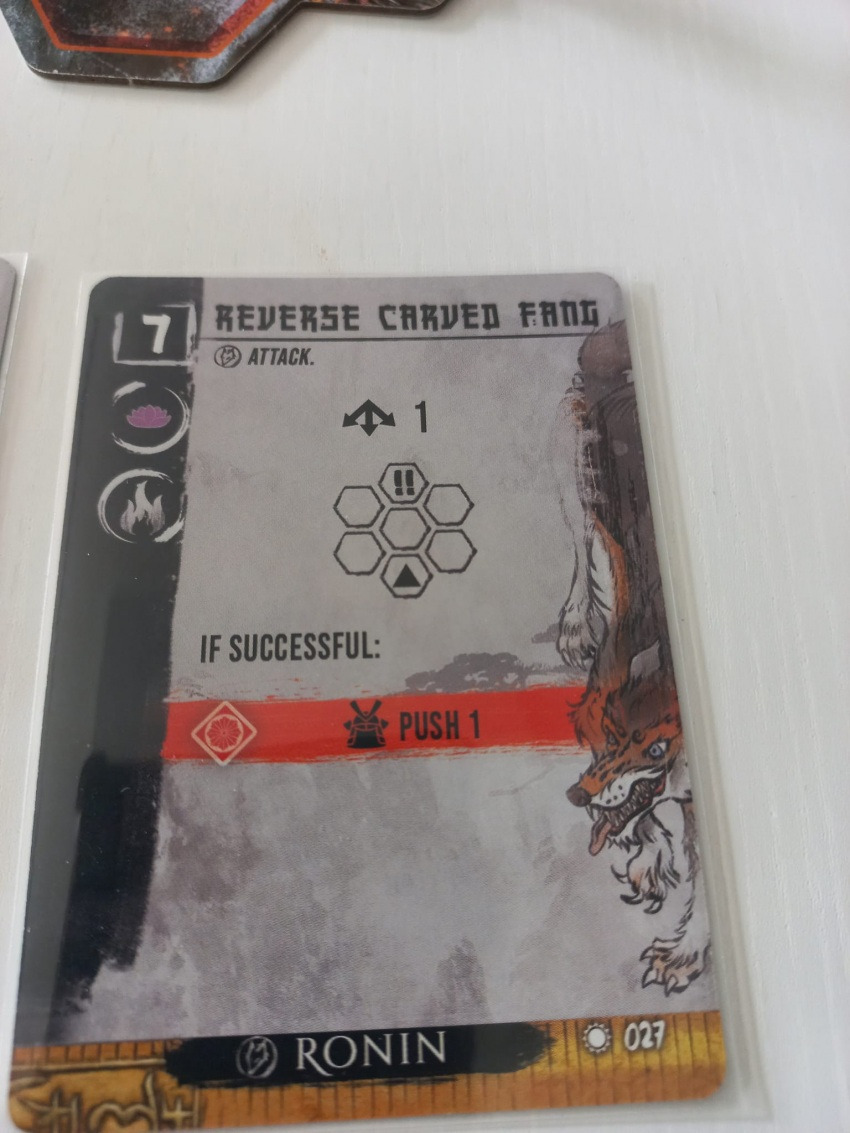 7
REVERSE CARVED FANG
ATTACK.
1
!!
IF SUCCESSFUL:
PUSH 1
RONIN
027